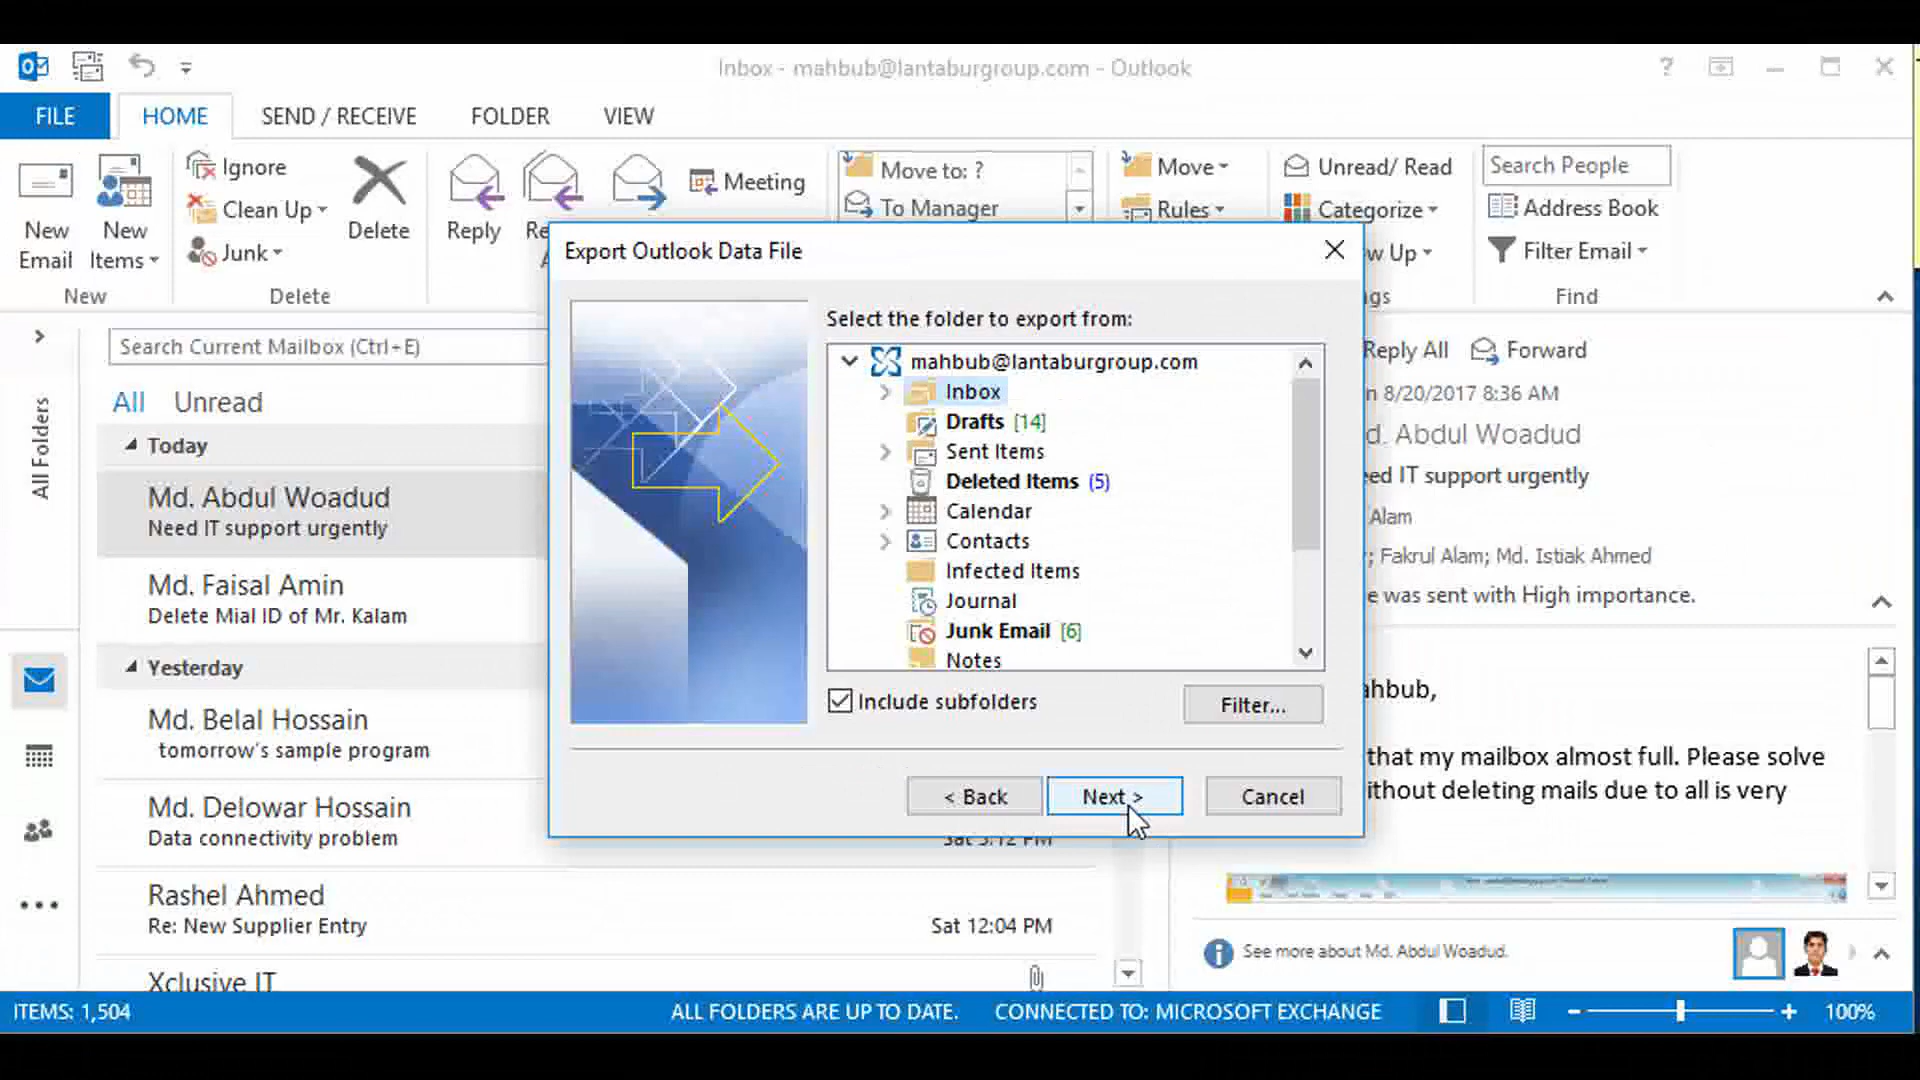 Inbox - mahbub@lantaburgroup.com - Outlook
?
FILE
HOME
SEND / RECEIVE
FOLDER
VIEW
New
Email
New
Items
New
Ignore
Clean Up
Junk
Delete
Delete
Reply
Meeting
Move to: ?
To Manager
Move
Rules
Unread/ Read
Categorize
w Up
gs
Search People
Address Book
Filter Email
Find
All Folders
Search Current Mailbox (Ctrl+E)
All Unread
Today
Md. Abdul Woadud
Need IT support urgently
Md. Faisal Amin
Delete Mial ID of Mr. Kalam
Yesterday
Md. Belal Hossain
tomorrow's sample program
Md. Delowar Hossain
Data connectivity problem
Sat 5:12 PM
Rashel Ahmed
Re: New Supplier Entry
Sat 12:04 PM
Xclusive IT
Export Outlook Data File
Select the folder to export from:
mahbub@lantaburgroup.com
Inbox
Drafts [14]
Sent Items
Deleted Items (5)
Calendar
Contacts
Infected Items
Journal
Junk Email [6]
Notes
Include subfolders
Filter...
< Back
Next >
Cancel
Reply All Forward
n 8/20/2017 8:36 AM
d. Abdul Woadud
eed IT support urgently
Alam
; Fakrul Alam; Md. Istiak Ahmed
e was sent with High importance.
ahbub,
that my mailbox almost full. Please solve
ithout deleting mails due to all is very
See more about Md. Abdul Woadud.
ITEMS: 1,504
ALL FOLDERS ARE UP TO DATE.
CONNECTED TO: MICROSOFT EXCHANGE
100%